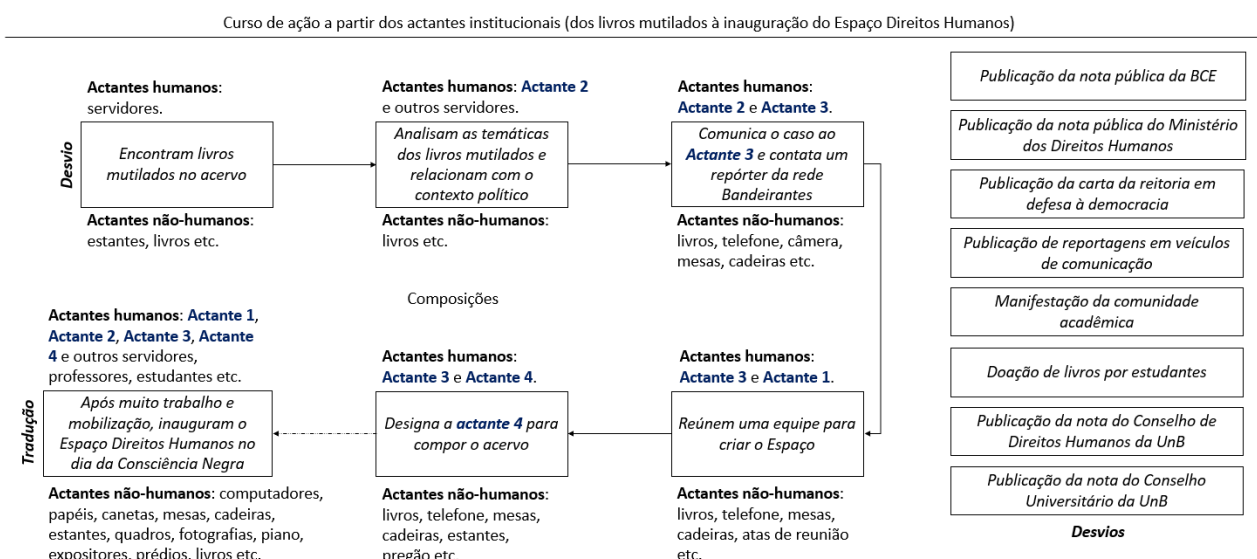 Curso de ação a partir dos actantes institucionais (dos livros mutilados à inauguração do Espaço Direitos Humanos)
Desvio
Actantes humanos:
servidores.
Encontram livros
mutilados no acervo
Actantes não-humanos:
estantes, livros etc.
Actantes humanos: Actante 2
e outros servidores.
Analisam as temáticas
dos livros mutilados e
relacionam com o
contexto político
Actantes não-humanos:
livros etc.
Actantes humanos:
Actante 2 e Actante 3.
Comunica o caso ao
Actante 3 e contata um
repórter da rede
Bandeirantes
Actantes não-humanos:
livros, telefone, câmera,
mesas, cadeiras etc.
Composições
Actantes humanos:
Actante 3 e Actante 1.
Reúnem uma equipe para
criar o Espaço
Actantes não-humanos:
livros, telefone, mesas,
cadeiras, atas de reunião
etc.
Actantes humanos:
Actante 3 e Actante 4.
Designa a actante 4 para
compor o acervo
Actantes não-humanos:
livros, telefone, mesas,
cadeiras, estantes,
pregão etc.
Tradução
Actantes humanos: Actante 1,
Actante 2, Actante 3, Actante
4 e outros servidores,
professores, estudantes etc.
Após muito trabalho e
mobilização, inauguram o
Espaço Direitos Humanos no
dia da Consciência Negra
Actantes não-humanos: computadores,
papéis, canetas, mesas, cadeiras,
estantes, quadros, fotografias, piano,
expositores, prédios, livros etc.
Publicação da nota pública da BCE
Publicação da nota pública do Ministério
dos Direitos Humanos
Publicação da carta da reitoria em
defesa à democracia
Publicação de reportagens em veículos
de comunicação
Manifestação da comunidade
acadêmica
Doação de livros por estudantes
Publicação da nota do Conselho de
Direitos Humanos da UnB
Publicação da nota do Conselho
Universitário da UnB
Desvios